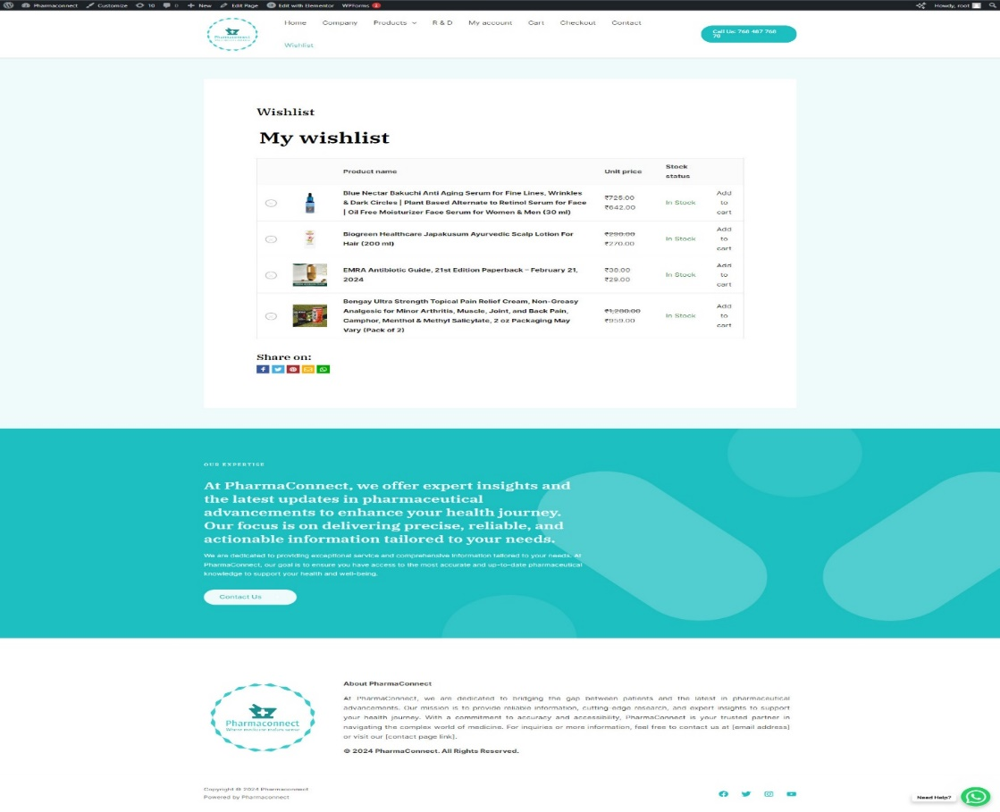 Pharmaconnect Customize 10 0 New Edit Page Edit with Elementor WPForms Howdy, root
Pharmaconnect
Home Company Products R & D My account Cart Checkout Contact
Wishlist
Call Us: 768 467 768
70
Wishlist
My wishlist
Product name Unit price Stock status
Blue Nectar Bakuchi Anti Aging Serum for Fine Lines, Wrinkles
& Dark Circles | Plant Based Alternate to Retinol Serum for Face
| Oil Free Moisturizer Face Serum for Women & Men (30 ml)
₹725.00
₹642.00
In Stock
Add
to
cart
Biogreen Healthcare Japakusum Ayurvedic Scalp Lotion For
Hair (200 ml)
₹290.00
₹270.00
In Stock
Add
to
cart
EMRA Antibiotic Guide, 21st Edition Paperback – February 21,
2024
₹38.00
₹29.00
In Stock
Add
to
cart
Bengay Ultra Strength Topical Pain Relief Cream, Non-Greasy
Analgesic for Minor Arthritis, Muscle, Joint, and Back Pain,
Camphor, Menthol & Methyl Salicylate, 2 oz Packaging May
Vary (Pack of 2)
₹959.00
In Stock
Add
to
cart
Share on:
OUR EXPERTISE
At PharmaConnect, we offer expert insights and
the latest updates in pharmaceutical
advancements to enhance your health journey.
Our focus is on delivering precise, reliable, and
actionable information tailored to your needs.
We are dedicated to providing exceptional service and comprehensive information tailored to your needs. At
PharmaConnect, our goal is to ensure you have access to the most accurate and up-to-date pharmaceutical
knowledge to support your health and well-being.
Contact Us
Pharmaconnect
Where medicine makes sense
About PharmaConnect
At PharmaConnect, we are dedicated to bridging the gap between patients and the latest in pharmaceutical
advancements. Our mission is to provide reliable information, cutting-edge research, and expert insights to support
your health journey. With a commitment to accuracy and accessibility, PharmaConnect is your trusted partner in
navigating the complex world of medicine. For inquiries or more information, feel free to contact us at [email address]
or visit our [contact page link].
© 2024 PharmaConnect. All Rights Reserved.
Copyright © 2024 Pharmaconnect
Powered by Pharmaconnect
Need Help?